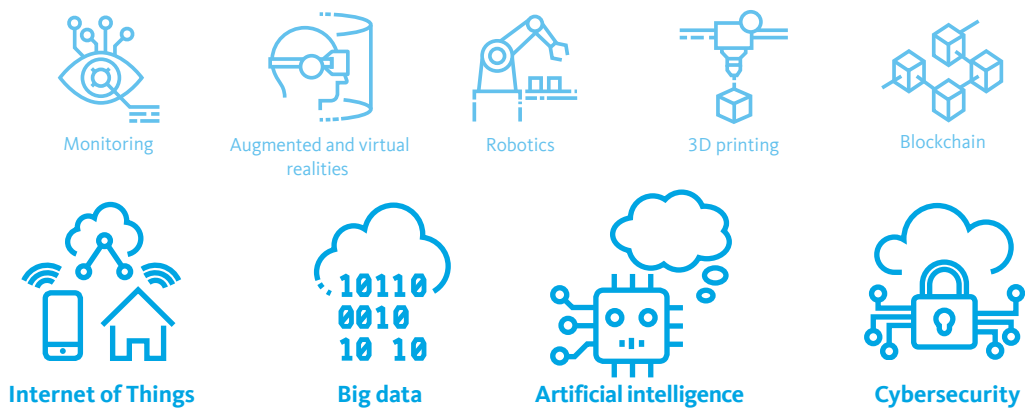 Monitoring
Augmented and virtual
realities
Robotics
3D printing
Blockchain
10110
0010
10 10
Internet of Things
Big data
Artificial intelligence
Cybersecurity